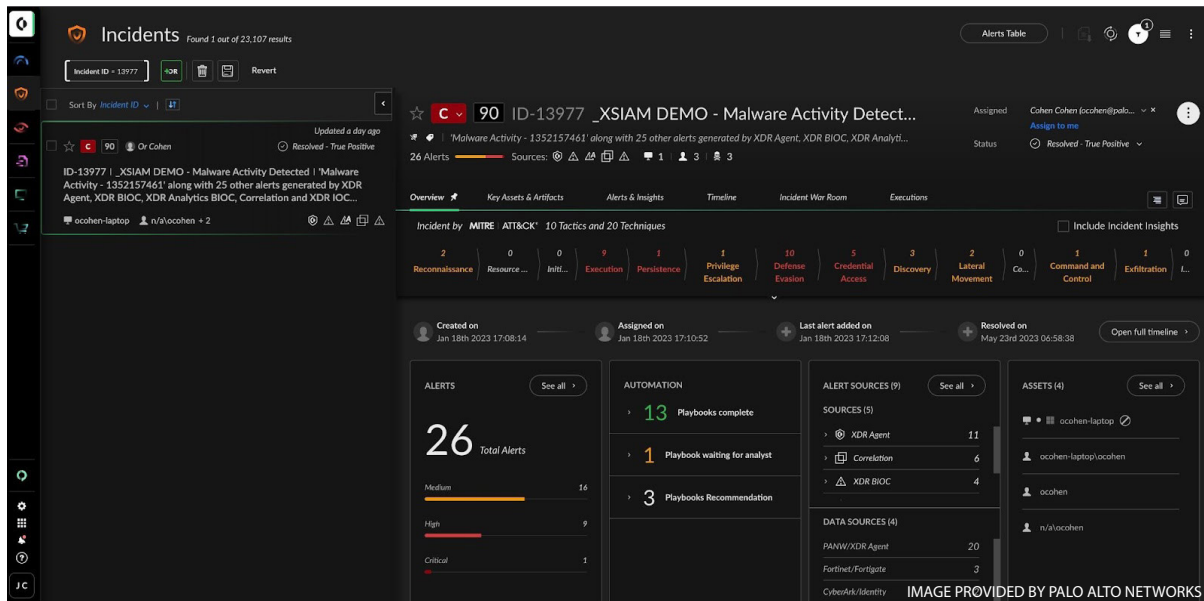 Incidents Found 1 out of 23,107 results
Alerts Table
1
Incident ID = 13977
+OR
Revert
Sort By Incident ID
Updated a day ago
C 90 Or Cohen Resolved - True Positive
ID-13977 | _XSIAM DEMO - Malware Activity Detected | 'Malware
Activity - 1352157461' along with 25 other alerts generated by XDR
Agent, XDR BIOC, XDR Analytics BIOC, Correlation and XDR IOC...
ocohen-laptop n/a\ocohen + 2
C 90 ID-13977 _XSIAM DEMO - Malware Activity Detect...
'Malware Activity - 1352157461' along with 25 other alerts generated by XDR Agent, XDR BIOC, XDR Analyti...
26 Alerts Sources: 1 3 3
Assigned Cohen Cohen (ocohen@palo...
Assign to me
Status Resolved - True Positive
Overview Key Assets & Artifacts Alerts & Insights Timeline Incident War Room Executions
Incident by MITRE | ATT&CK® 10 Tactics and 20 Techniques
Include Incident Insights
2 0 0 9 1 1 10 5 3 2 0 1 1 0
Reconnaissance Resource ... Initi... Execution Persistence Privilege Escalation Defense Evasion Credential Access Discovery Lateral Movement Co... Command and Control Exfiltration I...
Created on
Jan 18th 2023 17:08:14
Assigned on
Jan 18th 2023 17:10:52
Last alert added on
Jan 18th 2023 17:12:08
Resolved on
May 23rd 2023 06:58:38
Open full timeline
ALERTS
See all
26 Total Alerts
Medium 16
High 9
Critical 1
AUTOMATION
13 Playbooks complete
1 Playbook waiting for analyst
3 Playbooks Recommendation
ALERT SOURCES (9)
See all
SOURCES (5)
XDR Agent 11
Correlation 6
XDR BIOC 4
DATA SOURCES (4)
PANW/XDR Agent 20
Fortinet/Fortigate 3
CyberArk/Identity
ASSETS (4)
See all
ocohen-laptop
ocohen-laptop\ocohen
ocohen
n/a\ocohen
JC
IMAGE PROVIDED BY PALO ALTO NETWORKS